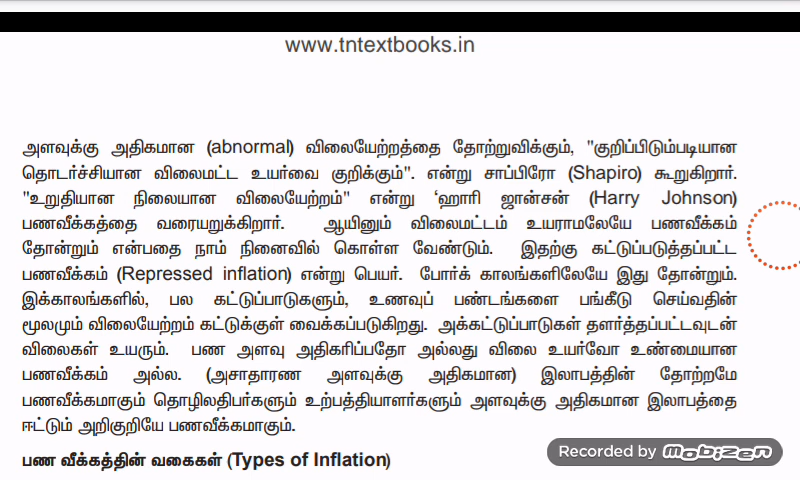 www.tntextbooks.in
அளவுக்கு அதிகமான (abnormal) விலையேற்றத்தை தோற்றுவிக்கும், "குறிப்பிடும்படியான
தொடர்ச்சியான விலைமட்ட உயர்வை குறிக்கும்". என்று சாப்பிரோ (Shapiro) கூறுகிறார்.
"உறுதியான நிலையான விலையேற்றம்" என்று ‘ஹாரி ஜான்சன் (Harry Johnson)
பணவீக்கத்தை வரையறுக்கிறார். ஆயினும் விலைமட்டம் உயராமலேயே பணவீக்கம்
தோன்றும் என்பதை நாம் நினைவில் கொள்ள வேண்டும். இதற்கு கட்டுப்படுத்தப்பட்ட
பணவீக்கம் (Repressed inflation) என்று பெயர். போர்க் காலங்களிலேயே இது தோன்றும்.
இக்காலங்களில், பல கட்டுப்பாடுகளும், உணவுப் பண்டங்களை பங்கீடு செய்வதின்
மூலமும் விலையேற்றம் கட்டுக்குள் வைக்கப்படுகிறது. அக்கட்டுப்பாடுகள் தளர்த்தப்பட்டவுடன்
விலைகள் உயரும். பண அளவு அதிகரிப்பதோ அல்லது விலை உயர்வோ உண்மையான
பணவீக்கம் அல்ல. (அசாதாரண அளவுக்கு அதிகமான) இலாபத்தின் தோற்றமே
பணவீக்கமாகும் தொழிலதிபர்களும் உற்பத்தியாளர்களும் அளவுக்கு அதிகமான இலாபத்தை
ஈட்டும் அறிகுறியே பணவீக்கமாகும்.
Recorded by mobizen
பண வீக்கத்தின் வகைகள் (Types of Inflation)